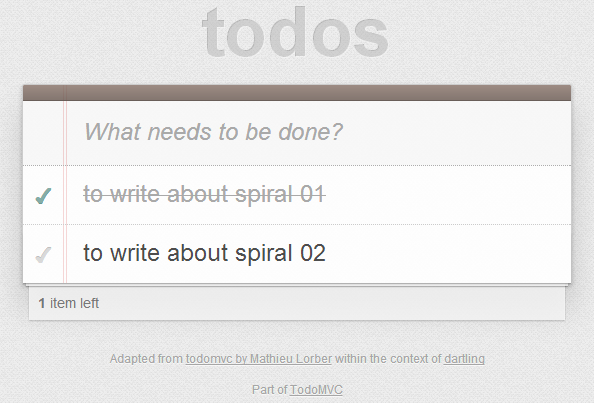 todos
What needs to be done?
to write about spiral 01
to write about spiral 02
1 item left
Adapted from todomvc by Mathieu Lorber within the context of dartling
Part of TodoMVC